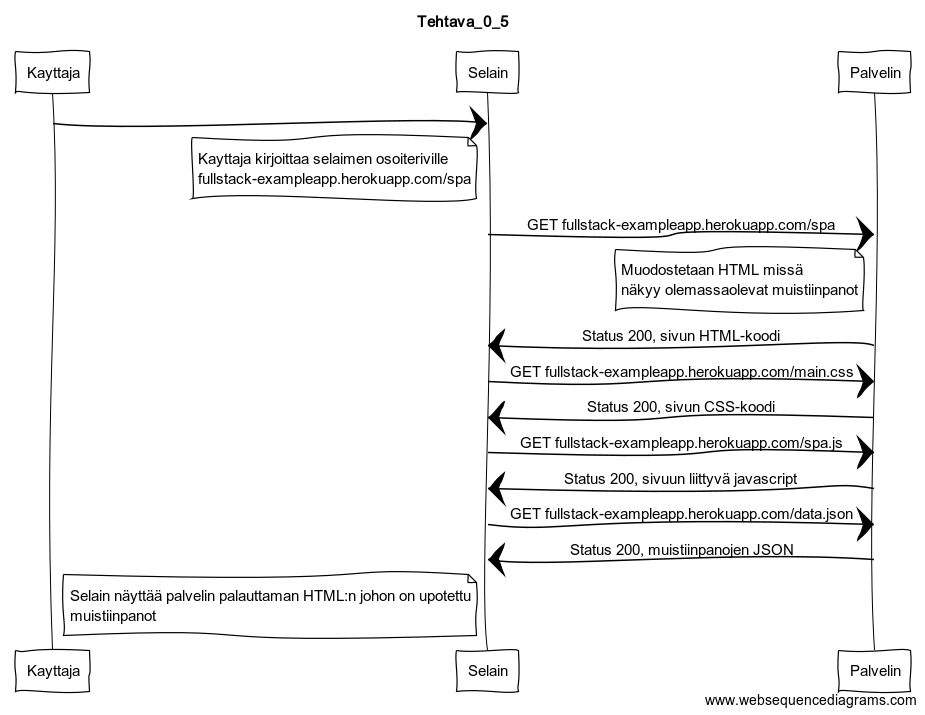 Tehtava_0_5
Kayttaja
Selain
Palvelin
Kayttaja kirjoittaa selaimen osoiteriville
fullstack-exampleapp.herokuapp.com/spa
GET fullstack-exampleapp.herokuapp.com/spa
Muodostetaan HTML missä
näkyy olemassaolevat muistiinpanot
Status 200, sivun HTML-koodi
GET fullstack-exampleapp.herokuapp.com/main.css
Status 200, sivun CSS-koodi
GET fullstack-exampleapp.herokuapp.com/spa.js
Status 200, sivuun liittyvä javascript
GET fullstack-exampleapp.herokuapp.com/data.json
Status 200, muistiinpanojen JSON
Selain näyttää palvelin palauttaman HTML:n johon on upotettu
muistiinpanot
Kayttaja
Selain
Palvelin
www.websequencediagrams.com